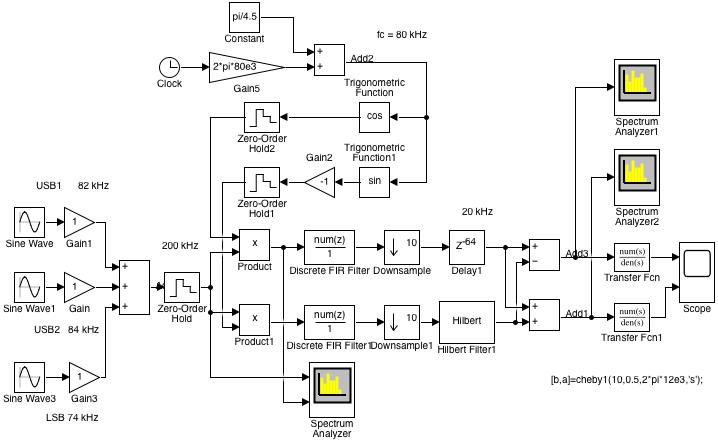 pi/4.5
Constant
fc = 80 kHz
+
+
Add2
2*pi*80e3
Clock
Gain5
Trigonometric
Function
cos
Zero-Order
Hold2
Trigonometric
Function1
Gain2
-1
sin
Zero-Order
Hold1
Spectrum
Analyzer1
Spectrum
Analyzer2
USB1 82 kHz
1
Sine Wave
Gain1
200 kHz
20 kHz
x
Product
num(z)
1
Discrete FIR Filter
10
Downsample
Z-64
Delay1
+
−
Add3
num(s)
den(s)
Transfer Fcn
Scope
+
+
+
1
Sine Wave1
Gain
Zero-Order
Hold
USB2 84 kHz
x
Product1
num(z)
1
Discrete FIR Filter1
10
Downsample1
Hilbert
Hilbert Filter1
+
+
Add1
num(s)
den(s)
Transfer Fcn1
1
Sine Wave3
Gain3
LSB 74 kHz
Spectrum
Analyzer
[b,a]=cheby1(10,0.5,2*pi*12e3,'s');